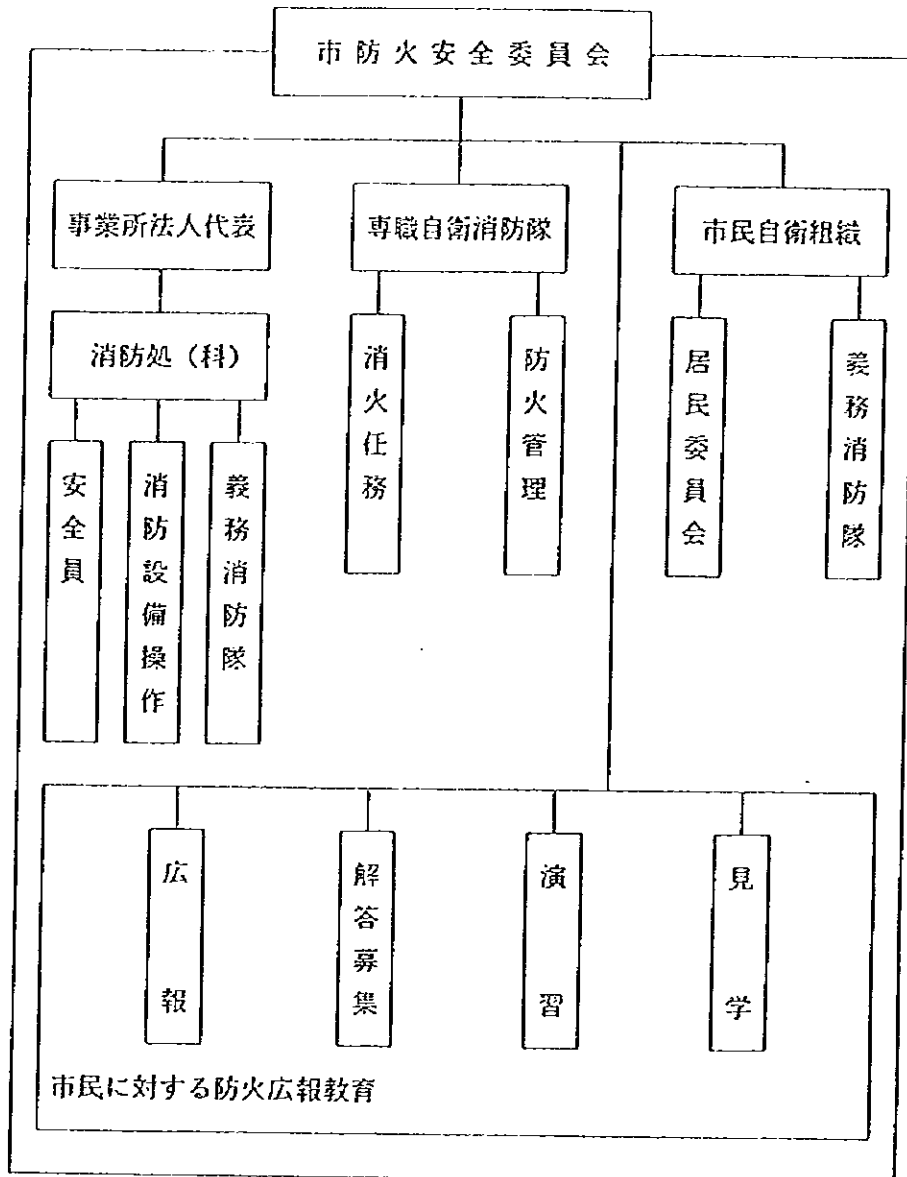 市防火安全委員会
事業所法人代表
専職自衛消防隊
市民自衛組織
消防処（科）
消火任務
防火管理
居民委員会
義務消防隊
安全員
消防設備操作
義務消防隊
広報
解答募集
演習
見学
市民に対する防火広報教育